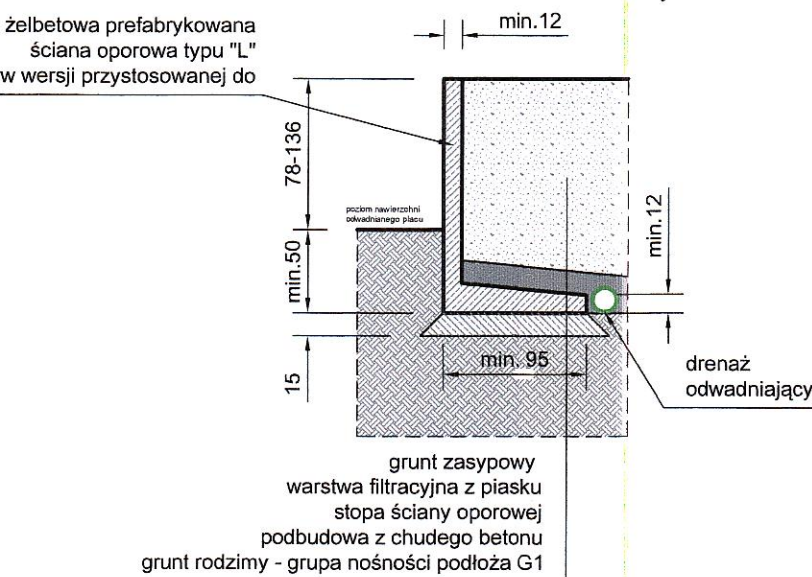 żelbetowa prefabrykowana
ściana oporowa typu "L"
w wersji przystosowanej do
min.12
78-136
poziom nawierzchni
odwadnianego placu
min.50
min.12
15
min. 95
drenaż
odwadniający
grunt zasypowy
warstwa filtracyjna z piasku
stopa ściany oporowej
podbudowa z chudego betonu
grunt rodzimy - grupa nośności podłoża G1